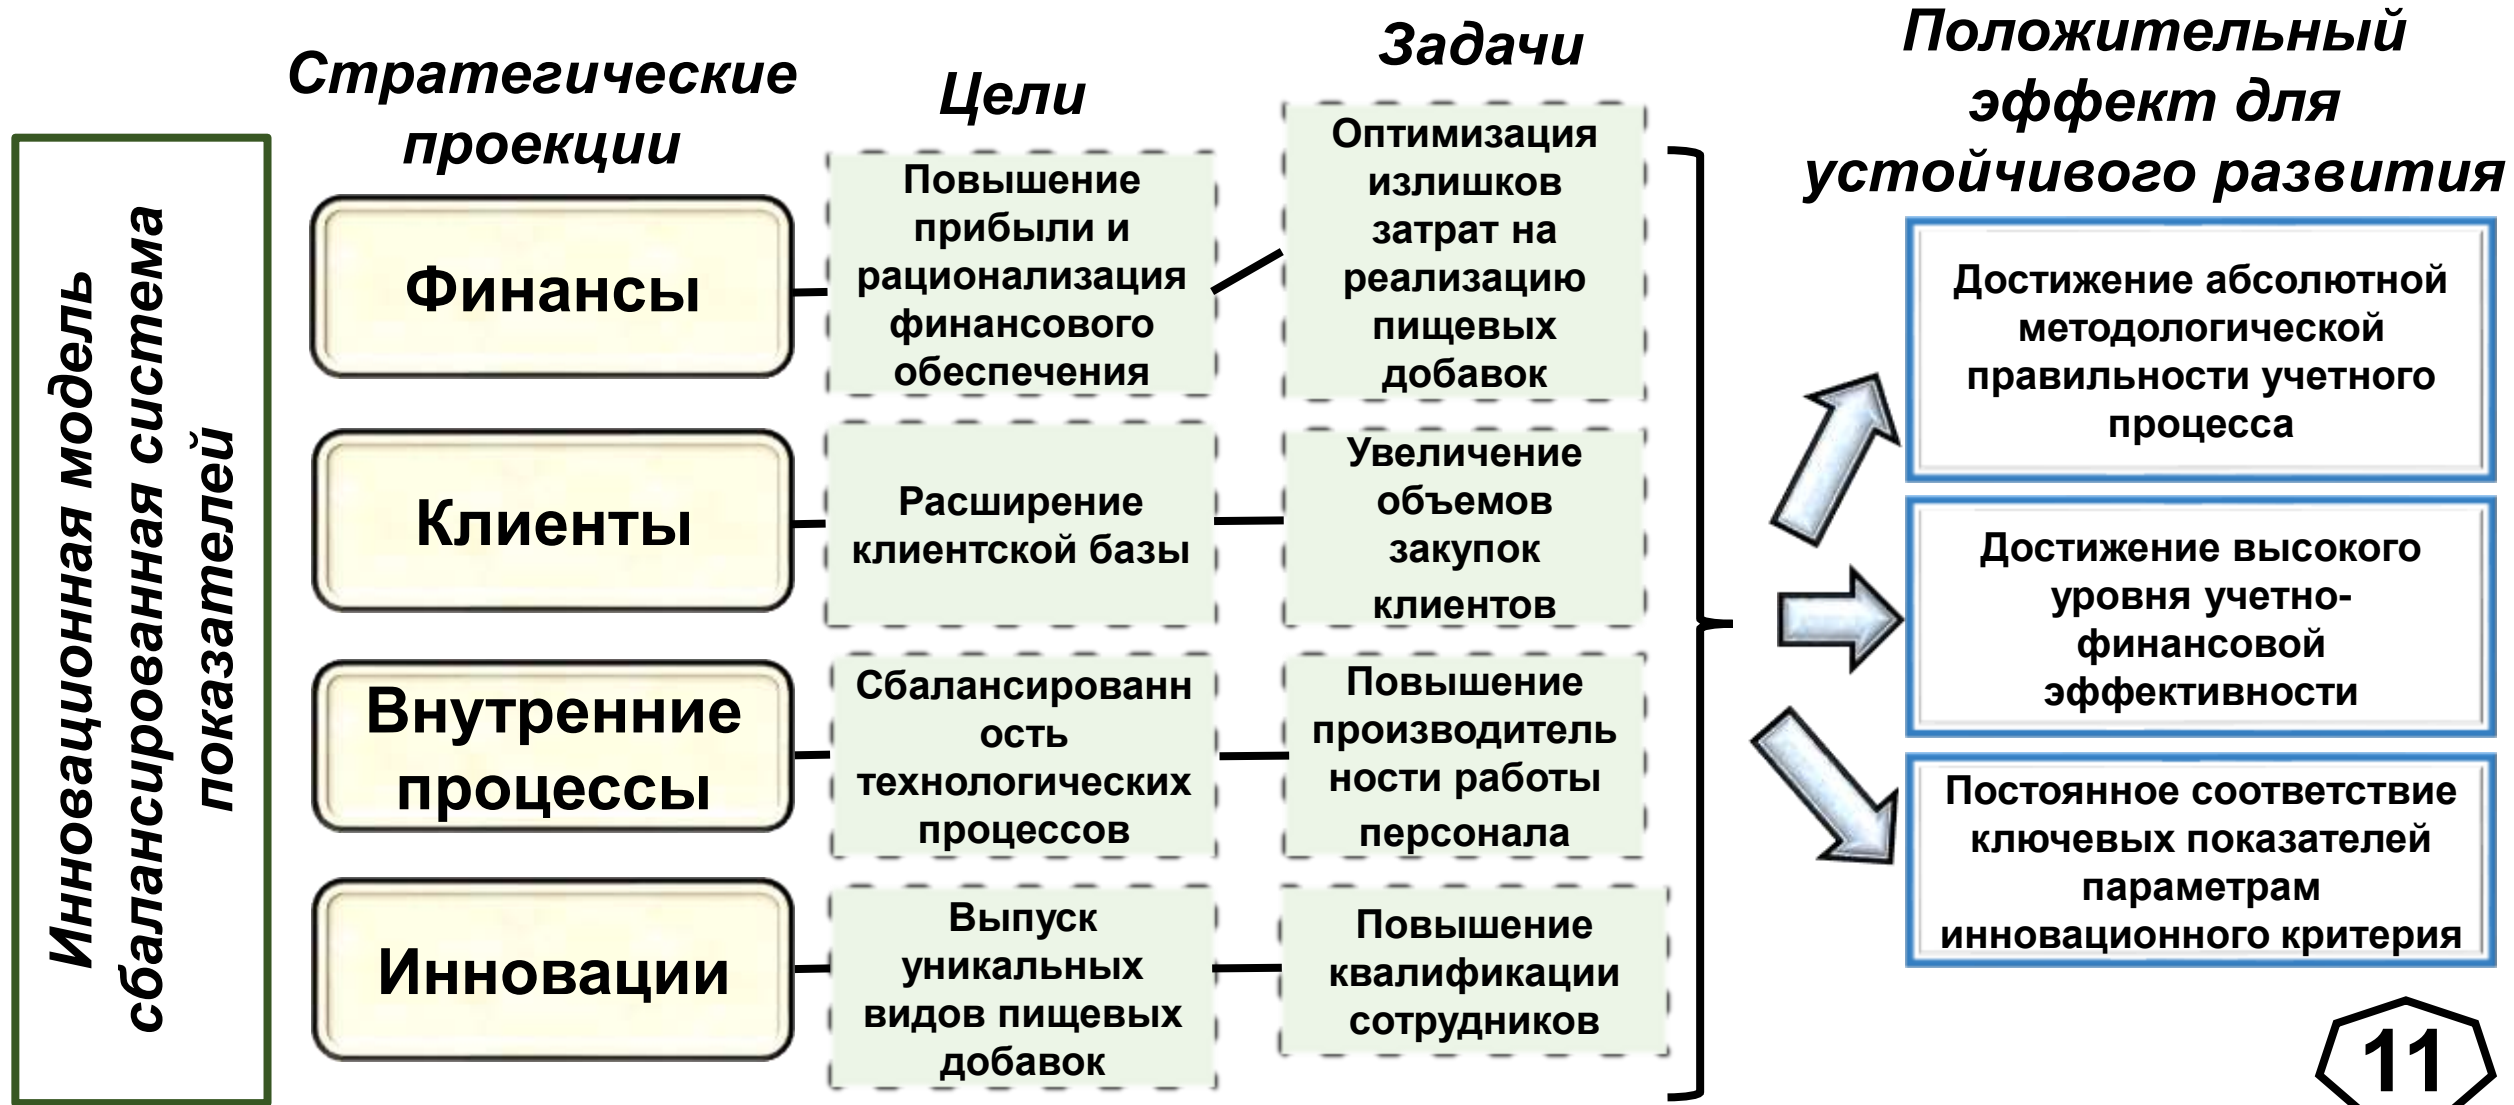 Инновационная модель
сбалансированная система
показателей
Стратегические
проекции
Цели
Задачи
Положительный
эффект для
устойчивого развития
Финансы
Повышение
прибыли и
рационализация
финансового
обеспечения
Оптимизация
излишков
затрат на
реализацию
пищевых
добавок
Клиенты
Расширение
клиентской базы
Увеличение
объемов
закупок
клиентов
Внутренние
процессы
Сбалансированн
ость
технологических
процессов
Повышение
производитель
ности работы
персонала
Инновации
Выпуск
уникальных
видов пищевых
добавок
Повышение
квалификации
сотрудников
Достижение абсолютной
методологической
правильности учетного
процесса
Достижение высокого
уровня учетно-
финансовой
эффективности
Постоянное соответствие
ключевых показателей
параметрам
инновационного критерия
11